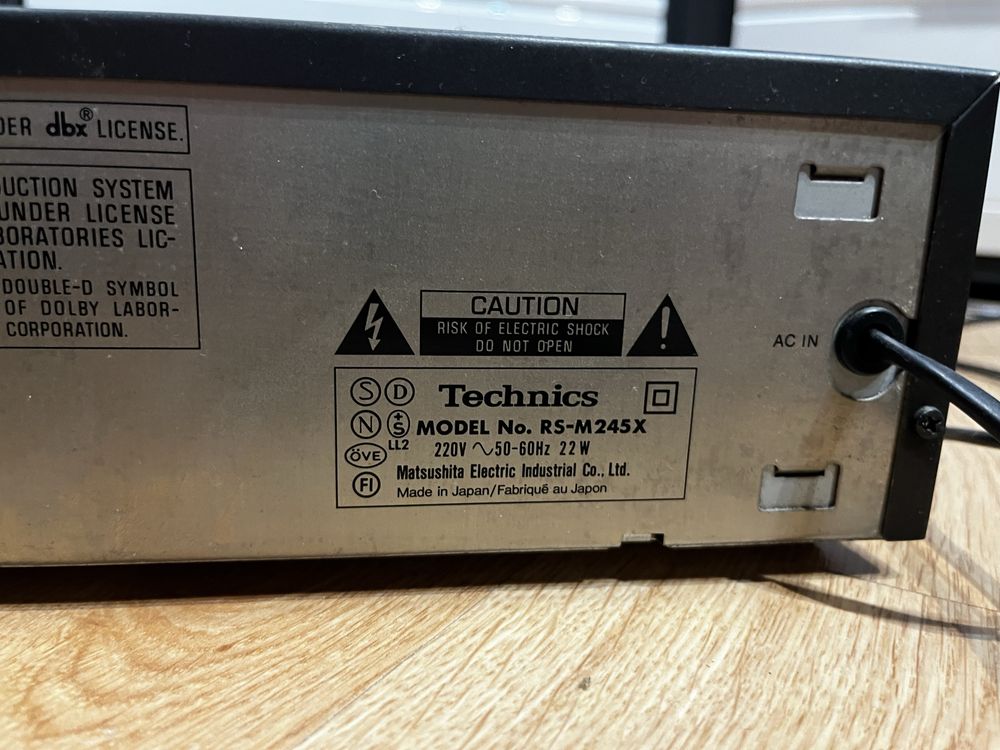 DER dbx® LICENSE.
UCTION SYSTEM
UNDER LICENSE
BORATORIES LIC-
ATION.
DOUBLE-D SYMBOL
OF DOLBY LABOR-
CORPORATION.
CAUTION
RISK OF ELECTRIC SHOCK
DO NOT OPEN
AC IN
S D Technics
N +S MODEL No. RS-M245X
LL2 220V ~50-60Hz 22W
ÖVE Matsushita Electric Industrial Co., Ltd.
FI Made in Japan/Fabriqué au Japon